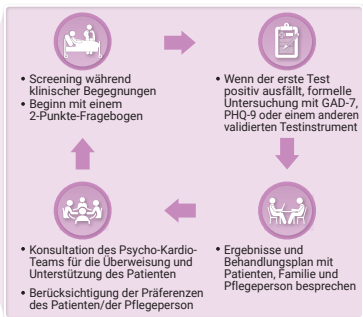 • Screening während
klinischer Begegnungen
• Beginn mit einem
2-Punkte-Fragebogen
• Wenn der erste Test
positiv ausfällt, formelle
Untersuchung mit GAD-7,
PHQ-9 oder einem anderen
validierten Testinstrument
• Konsultation des Psycho-Kardio-
Teams für die Überweisung und
Unterstützung des Patienten
• Berücksichtigung der Präferenzen
des Patienten/der Pflegeperson
• Ergebnisse und
Behandlungsplan mit
Patienten, Familie und
Pflegeperson besprechen